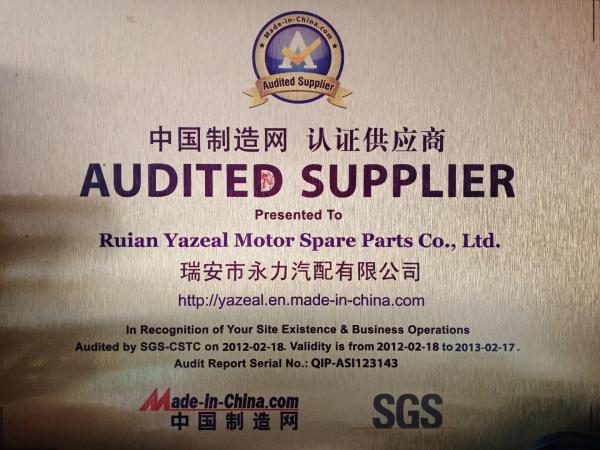 Made-in-China.com
A
Audited Supplier
中国制造网 认证供应商
AUDITED SUPPLIER
Presented To
Ruian Yazeal Motor Spare Parts Co., Ltd.
瑞安市永力汽配有限公司
http://yazeal.en.made-in-china.com
In Recognition of Your Site Existence & Business Operations
Audited by SGS-CSTC on 2012-02-18. Validity is from 2012-02-18 to 2013-02-17.
Audit Report Serial No.: QIP-ASI123143
Made-in-China.com
中国制造网
SGS